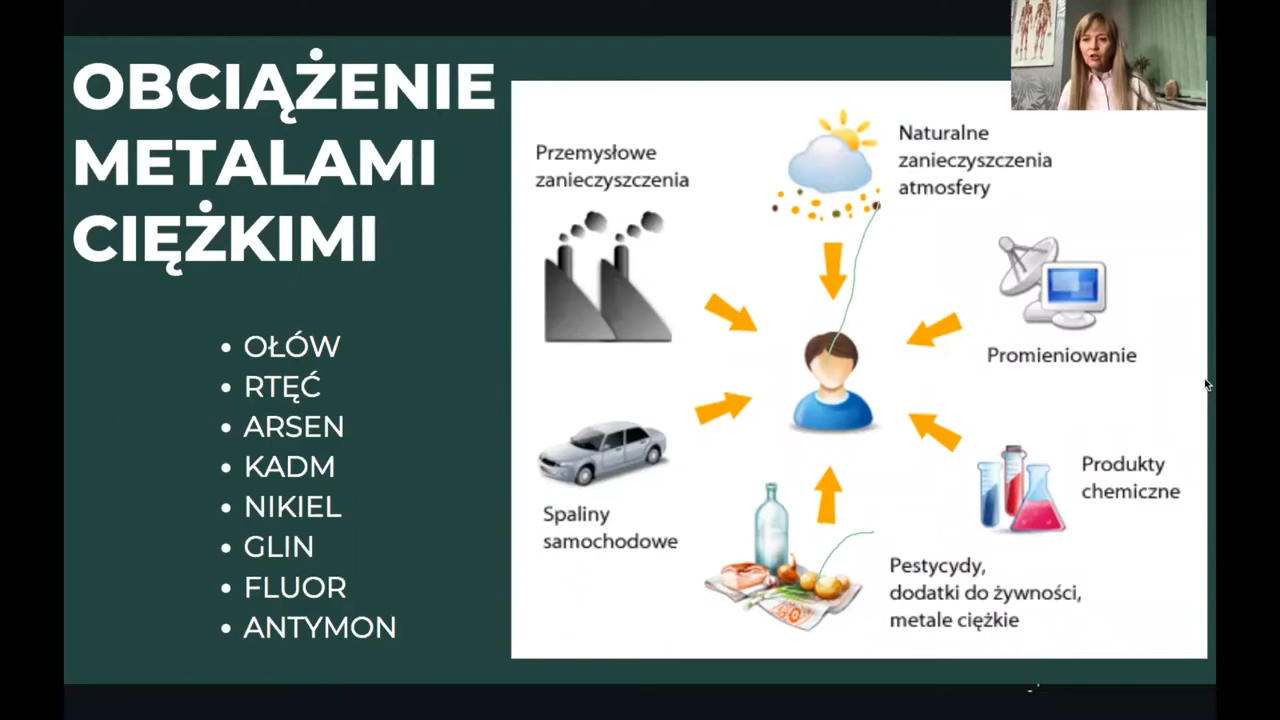 OBCIĄŻENIE
METALAMI
CIĘŻKIMI
• OŁÓW
• RTĘĆ
• ARSEN
• KADM
• NIKIEL
• GLIN
• FLUOR
• ANTYMON
Przemysłowe
zanieczyszczenia
Naturalne
zanieczyszczenia
atmosfery
Promieniowanie
Produkty
chemiczne
Spaliny
samochodowe
Pestycydy,
dodatki do żywności,
metale ciężkie